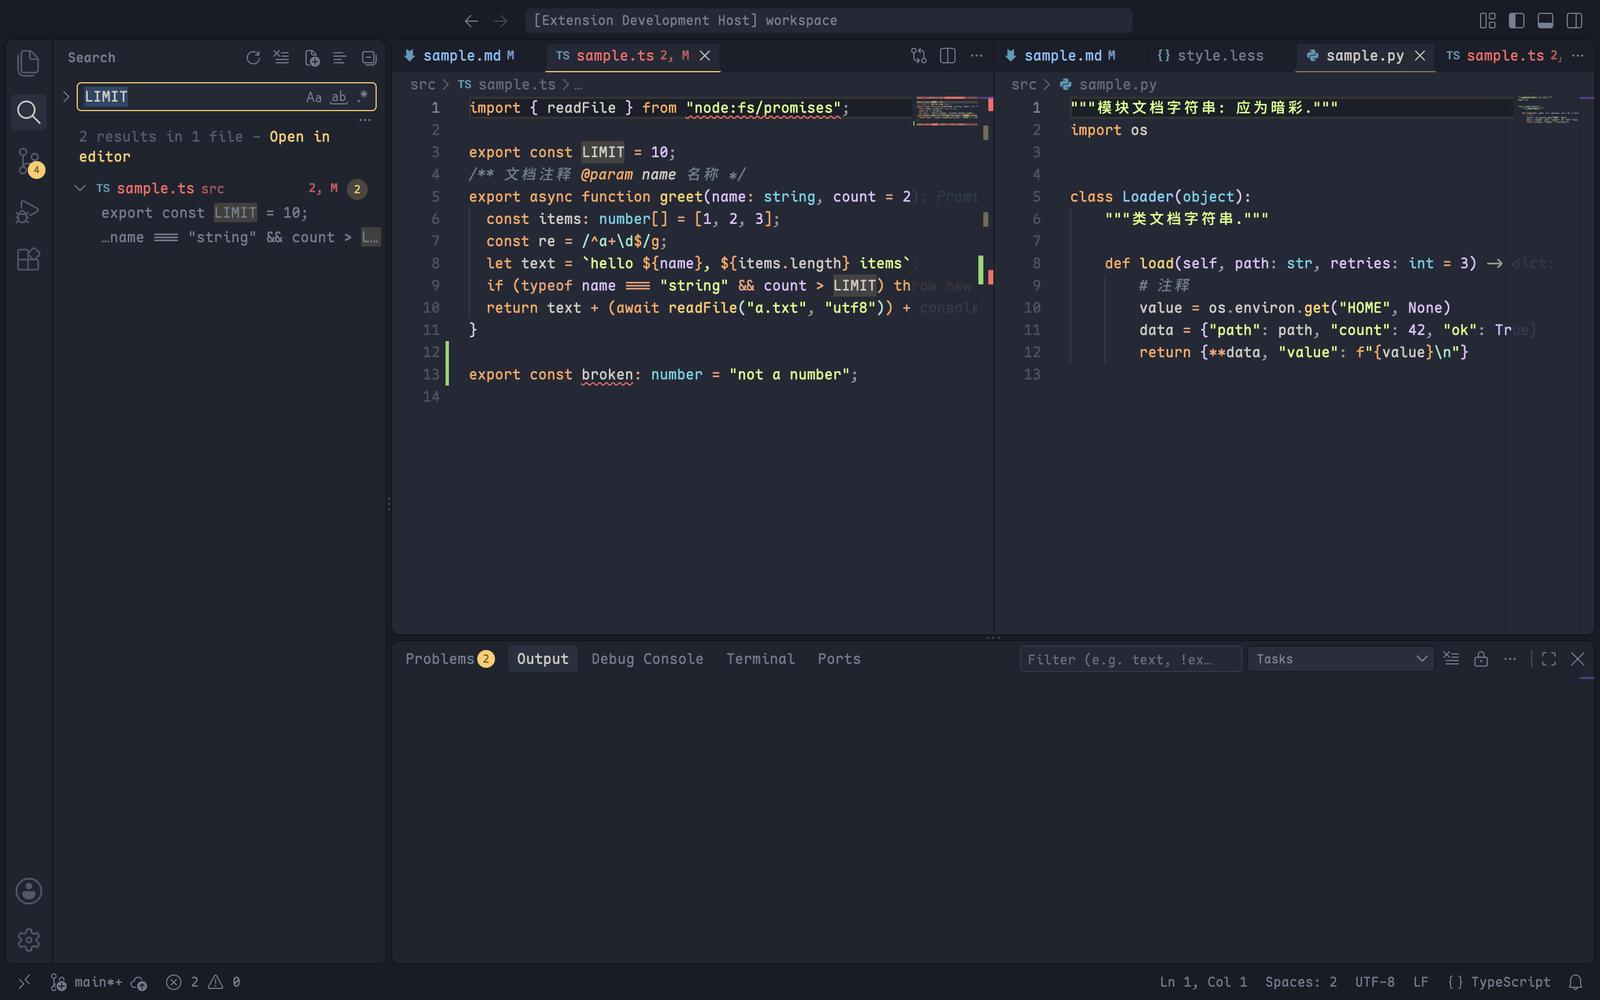 [Extension Development Host] workspace
Search
LIMIT
Aa ab .*
2 results in 1 file - Open in
editor
TS sample.ts src 2, M 2
export const LIMIT = 10;
…name === "string" && count > L…
4
sample.md M
TS sample.ts 2, M
src > TS sample.ts > …
1 import { readFile } from "node:fs/promises";
2
3 export const LIMIT = 10;
4 /** 文档注释 @param name 名称 */
5 export async function greet(name: string, count = 2): Promi
6 const items: number[] = [1, 2, 3];
7 const re = /^a+\d$/g;
8 let text = `hello ${name}, ${items.length} items`;
9 if (typeof name === "string" && count > LIMIT) throw new
10 return text + (await readFile("a.txt", "utf8")) + console
11 }
12
13 export const broken: number = "not a number";
14
sample.md M
{} style.less
sample.py
TS sample.ts 2,
src > sample.py
1 """模块文档字符串: 应为暗彩."""
2 import os
3
4
5 class Loader(object):
6 """类文档字符串."""
7
8 def load(self, path: str, retries: int = 3) -> dict:
9 # 注释
10 value = os.environ.get("HOME", None)
11 data = {"path": path, "count": 42, "ok": True}
12 return {**data, "value": f"{value}\n"}
13
Problems 2 Output Debug Console Terminal Ports
Filter (e.g. text, !ex…
Tasks
main*+ 2 0
Ln 1, Col 1 Spaces: 2 UTF-8 LF {} TypeScript